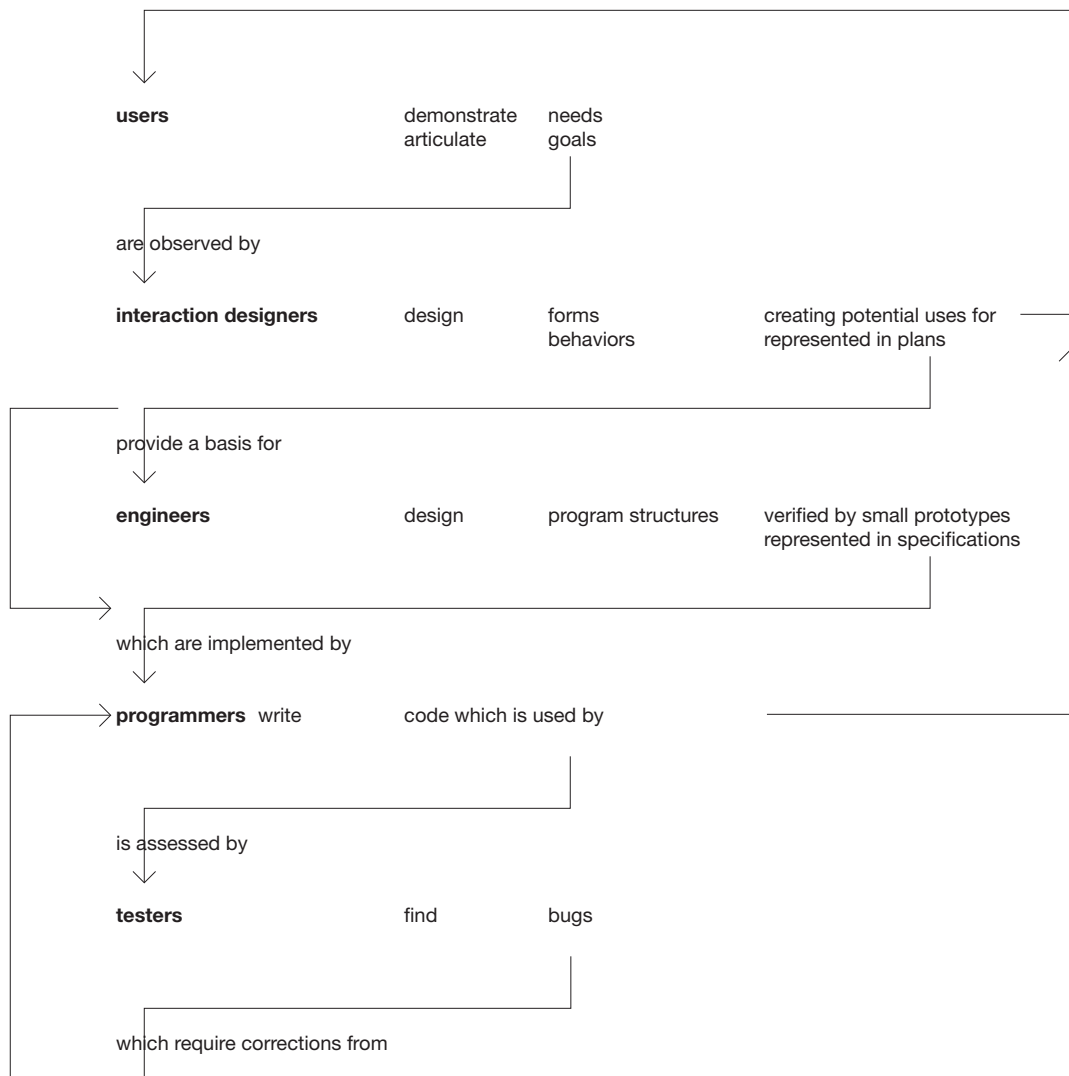 users demonstrate needs
articulate goals
are observed by
interaction designers design forms creating potential uses for
behaviors represented in plans
provide a basis for
engineers design program structures verified by small prototypes
represented in specifications
which are implemented by
programmers write code which is used by
is assessed by
testers find bugs
which require corrections from